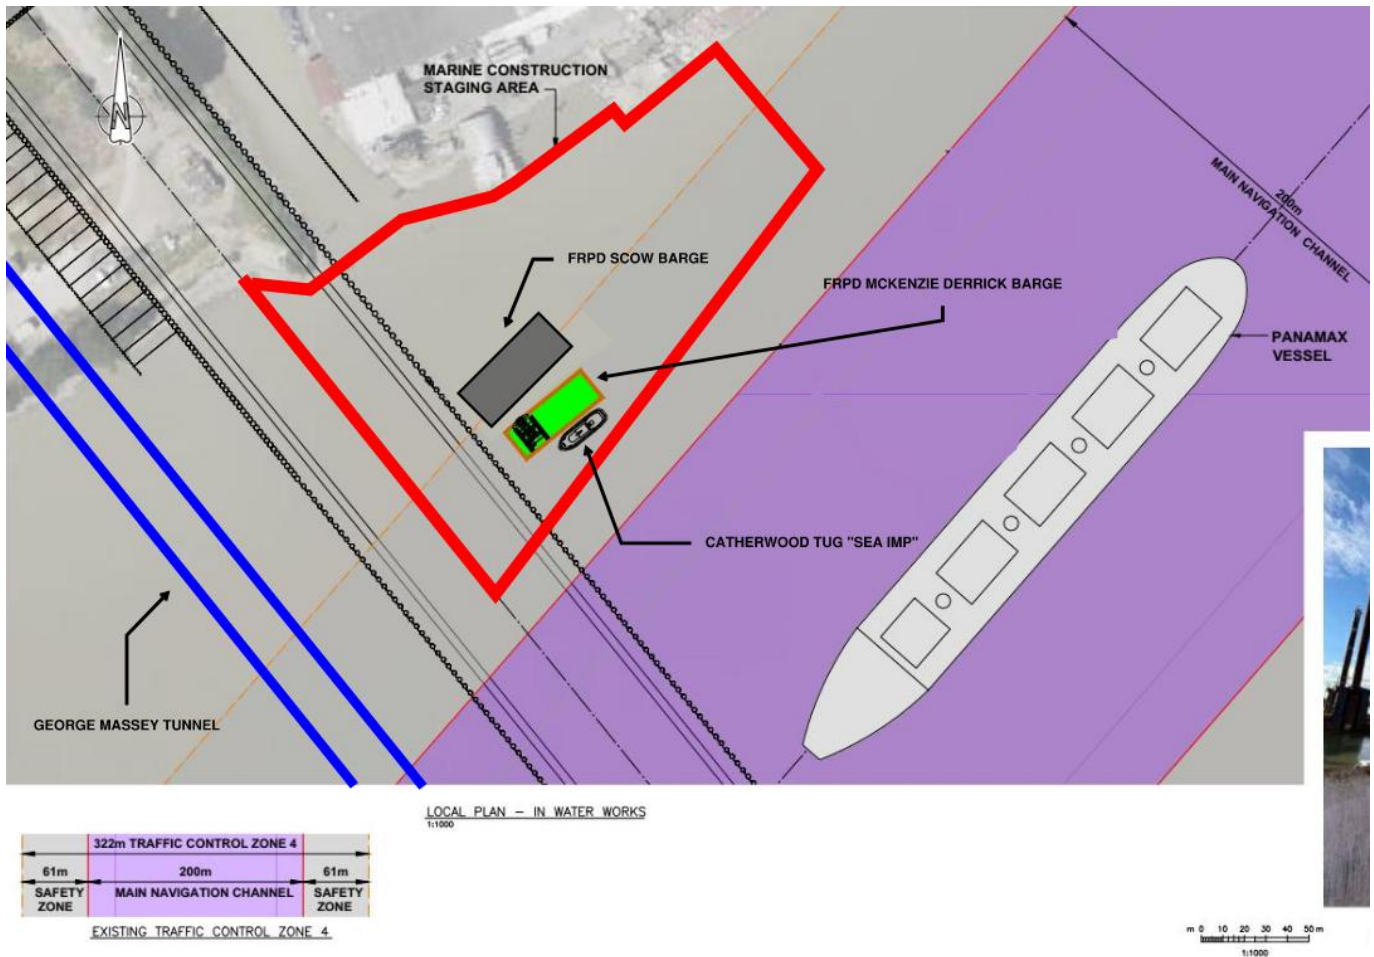 MARINE CONSTRUCTION
STAGING AREA
N
200m
MAIN NAVIGATION CHANNEL
FRPD SCOW BARGE
FRPD MCKENZIE DERRICK BARGE
PANAMAX
VESSEL
CATHERWOOD TUG "SEA IMP"
GEORGE MASSEY TUNNEL
LOCAL PLAN – IN WATER WORKS
1:1000
322m TRAFFIC CONTROL ZONE 4
61m
200m
61m
SAFETY
ZONE
MAIN NAVIGATION CHANNEL
SAFETY
ZONE
EXISTING TRAFFIC CONTROL ZONE 4
m 0 10 20 30 40 50 m
1:1000